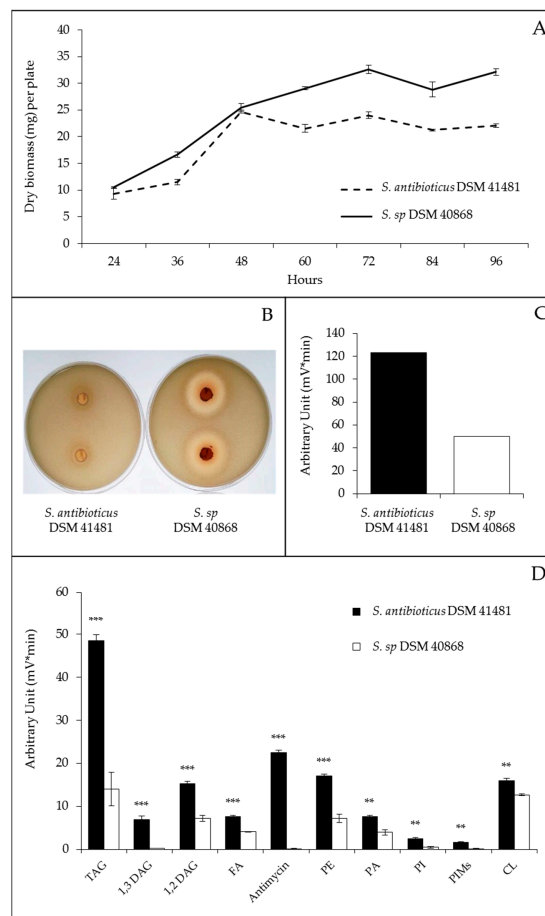 A
Dry biomass (mg) per plate
40
35
30
25
20
15
10
5
0
S. antibioticus DSM 41481
S. sp DSM 40868
24 36 48 60 72 84 96
Hours
B
S. antibioticus
DSM 41481
S. sp
DSM 40868
C
Arbitrary Unit (mV*min)
140
120
100
80
60
40
20
0
S. antibioticus
DSM 41481
S. sp
DSM 40868
D
Arbitrary Unit (mV*min)
60
50
40
30
20
10
0
S. antibioticus DSM 41481
S. sp DSM 40868
*** *** *** *** *** *** ** ** ** **
TAG 1,3 DAG 1,2 DAG FA Antimycin PE PA PI PIMs CL